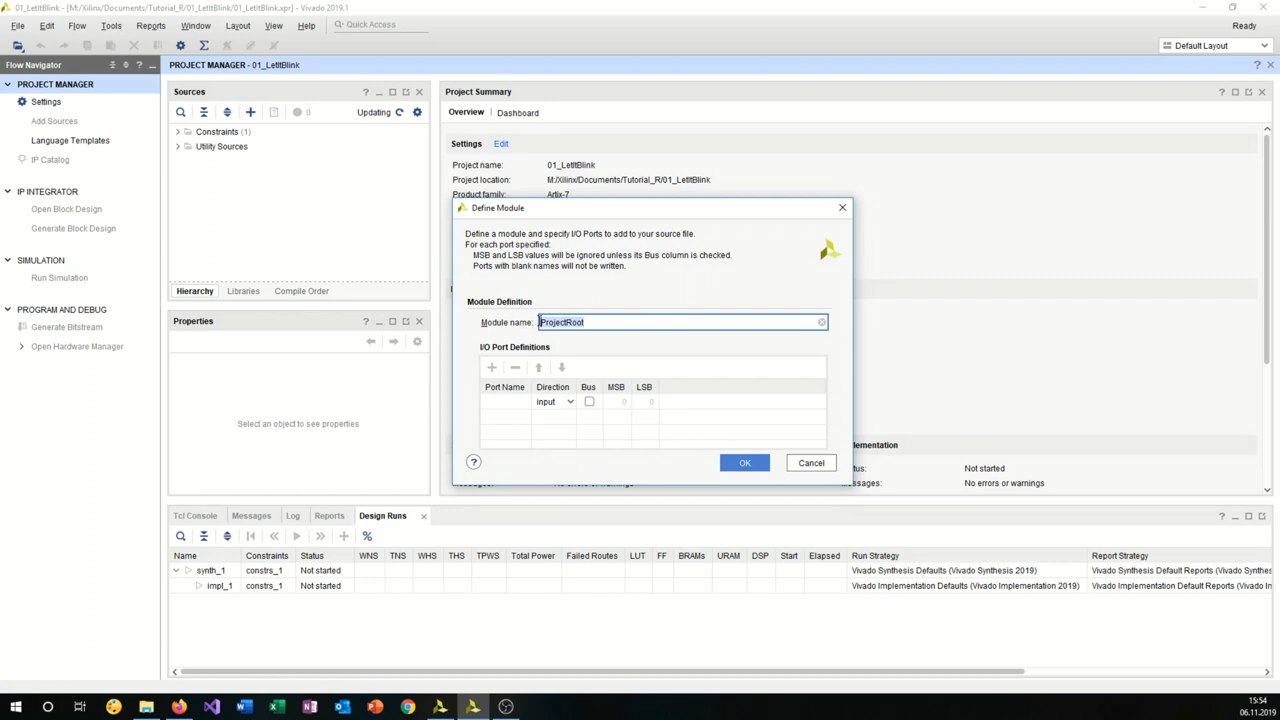 01_LetItBlink - [M:/Xilinx/Documents/Tutorial_R/01_LetItBlink/01_LetItBlink.xpr] - Vivado 2019.1
File Edit Flow Tools Reports Window Layout View Help Quick Access
Ready
Default Layout
Flow Navigator
PROJECT MANAGER - 01_LetItBlink
PROJECT MANAGER
Settings
Add Sources
Language Templates
IP Catalog
IP INTEGRATOR
Open Block Design
Generate Block Design
SIMULATION
Run Simulation
PROGRAM AND DEBUG
Generate Bitstream
Open Hardware Manager
Sources
0 Updating
Constraints (1)
Utility Sources
Hierarchy Libraries Compile Order
Properties
Select an object to see properties
Project Summary
Overview Dashboard
Settings Edit
Project name: 01_LetItBlink
Project location: M:/Xilinx/Documents/Tutorial_R/01_LetItBlink
Product family: Artix-7
Define Module
Define a module and specify I/O Ports to add to your source file.
For each port specified:
MSB and LSB values will be ignored unless its Bus column is checked.
Ports with blank names will not be written.
Module Definition
Module name: ProjectRoot
I/O Port Definitions
Port Name Direction Bus MSB LSB
input 0 0
OK Cancel
Not started
No errors or warnings
Tcl Console Messages Log Reports Design Runs
Name Constraints Status WNS TNS WHS THS TPWS Total Power Failed Routes LUT FF BRAMs URAM DSP Start Elapsed Run Strategy Report Strategy
synth_1 constrs_1 Not started Vivado Synthesis Defaults (Vivado Synthesis 2019) Vivado Synthesis Default Reports (Vivado Synthes
impl_1 constrs_1 Not started Vivado Implementation Defaults (Vivado Implementation 2019) Vivado Implementation Default Reports (Vivado In
15:54
06.11.2019